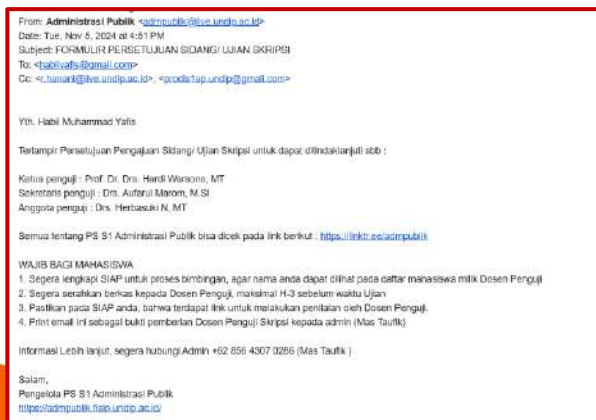 From: Administrasi Publik <admpublik@live.undip.ac.id>
Date: Tue, Nov 5, 2024 at 4:51 PM
Subject: FORMULIR PERSETUJUAN SIDANG/ UJIAN SKRIPSI
To: <habilyafis@gmail.com>
Cc: <r.hanani@live.undip.ac.id>, <prodis1ap.undip@gmail.com>
Yth. Habil Muhammad Yafis
Terlampir Persetujuan Pengajuan Sidang/ Ujian Skripsi untuk dapat ditindaklanjuti sbb :
Ketua penguji : Prof. Dr. Drs. Hardi Warsono, MT
Sekretaris penguji : Dra. Aufarul Marom, M.SI
Anggota penguji : Drs. Herbasuki N, MT
Semua tentang PS S1 Administrasi Publik bisa dicek pada link berikut : https://linktr.ee/admpublik
WAJIB BAGI MAHASISWA
1. Segera lengkapi SIAP untuk proses bimbingan, agar nama anda dapat dilihat pada daftar mahasiswa milik Dosen Penguji
2. Segera serahkan berkas kepada Dosen Penguji, maksimal H-3 sebelum waktu Ujian
3. Pastikan pada SIAP anda, bahwa terdapat link untuk melakukan penilaian oleh Dosen Penguji.
4. Print email ini sebagai bukti pemberian Dosen Penguji Skripsi kepada admin (Mas Taufik)
Informasi Lebih lanjut, segera hubungi Admin +62 856 4307 0286 (Mas Taufik )
Salam,
Pengelola PS S1 Administrasi Publik
https://admpublik.fisip.undip.ac.id/